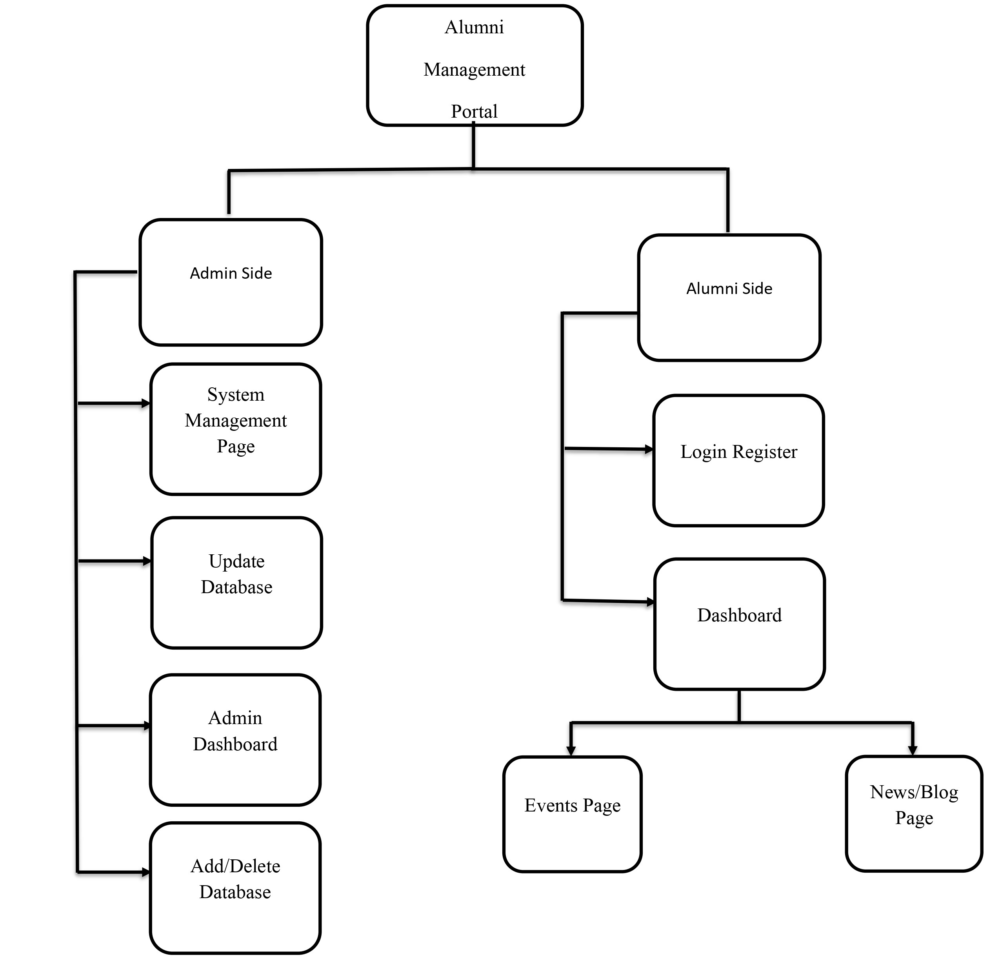 Alumni
Management
Portal
Admin Side
Alumni Side
System
Management
Page
Login Register
Update
Database
Dashboard
Admin
Dashboard
Events Page
News/Blog
Page
Add/Delete
Database